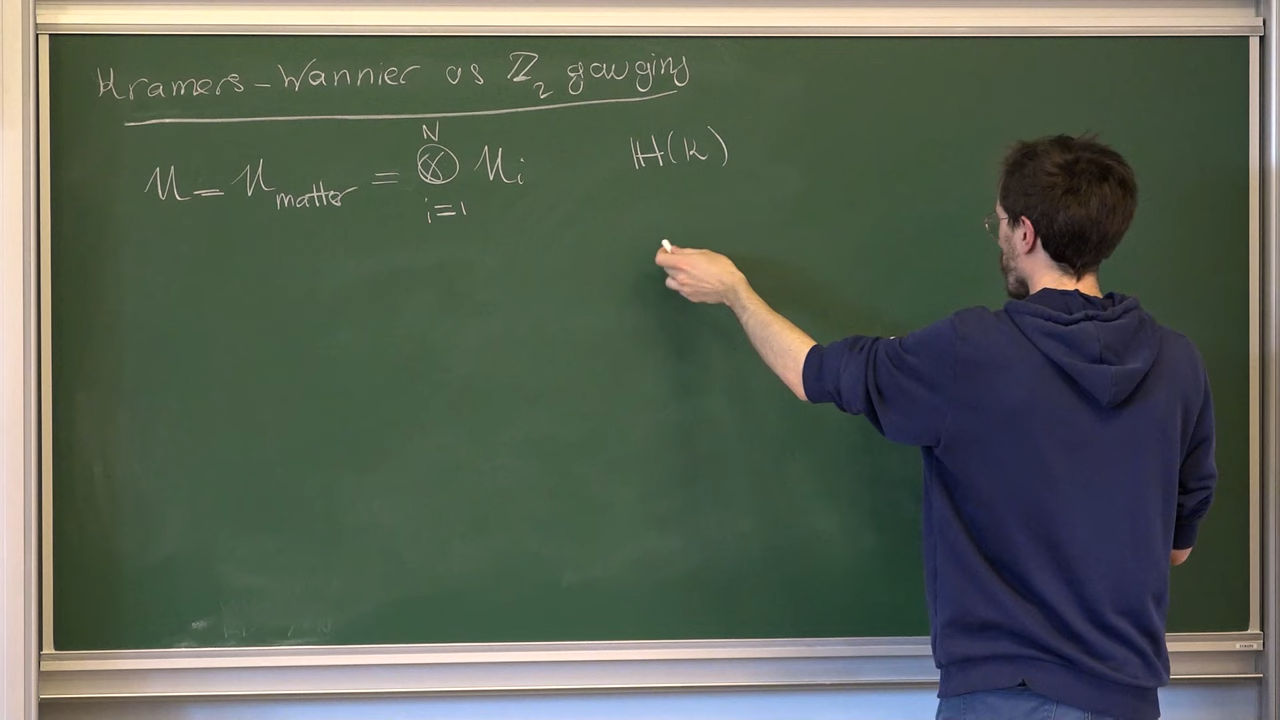 Kramers-Wannier as ℤ₂ gauging
ℋ = ℋ_matter = ⊗_{i=1}^{N} ℋ_i    ℍ(k)